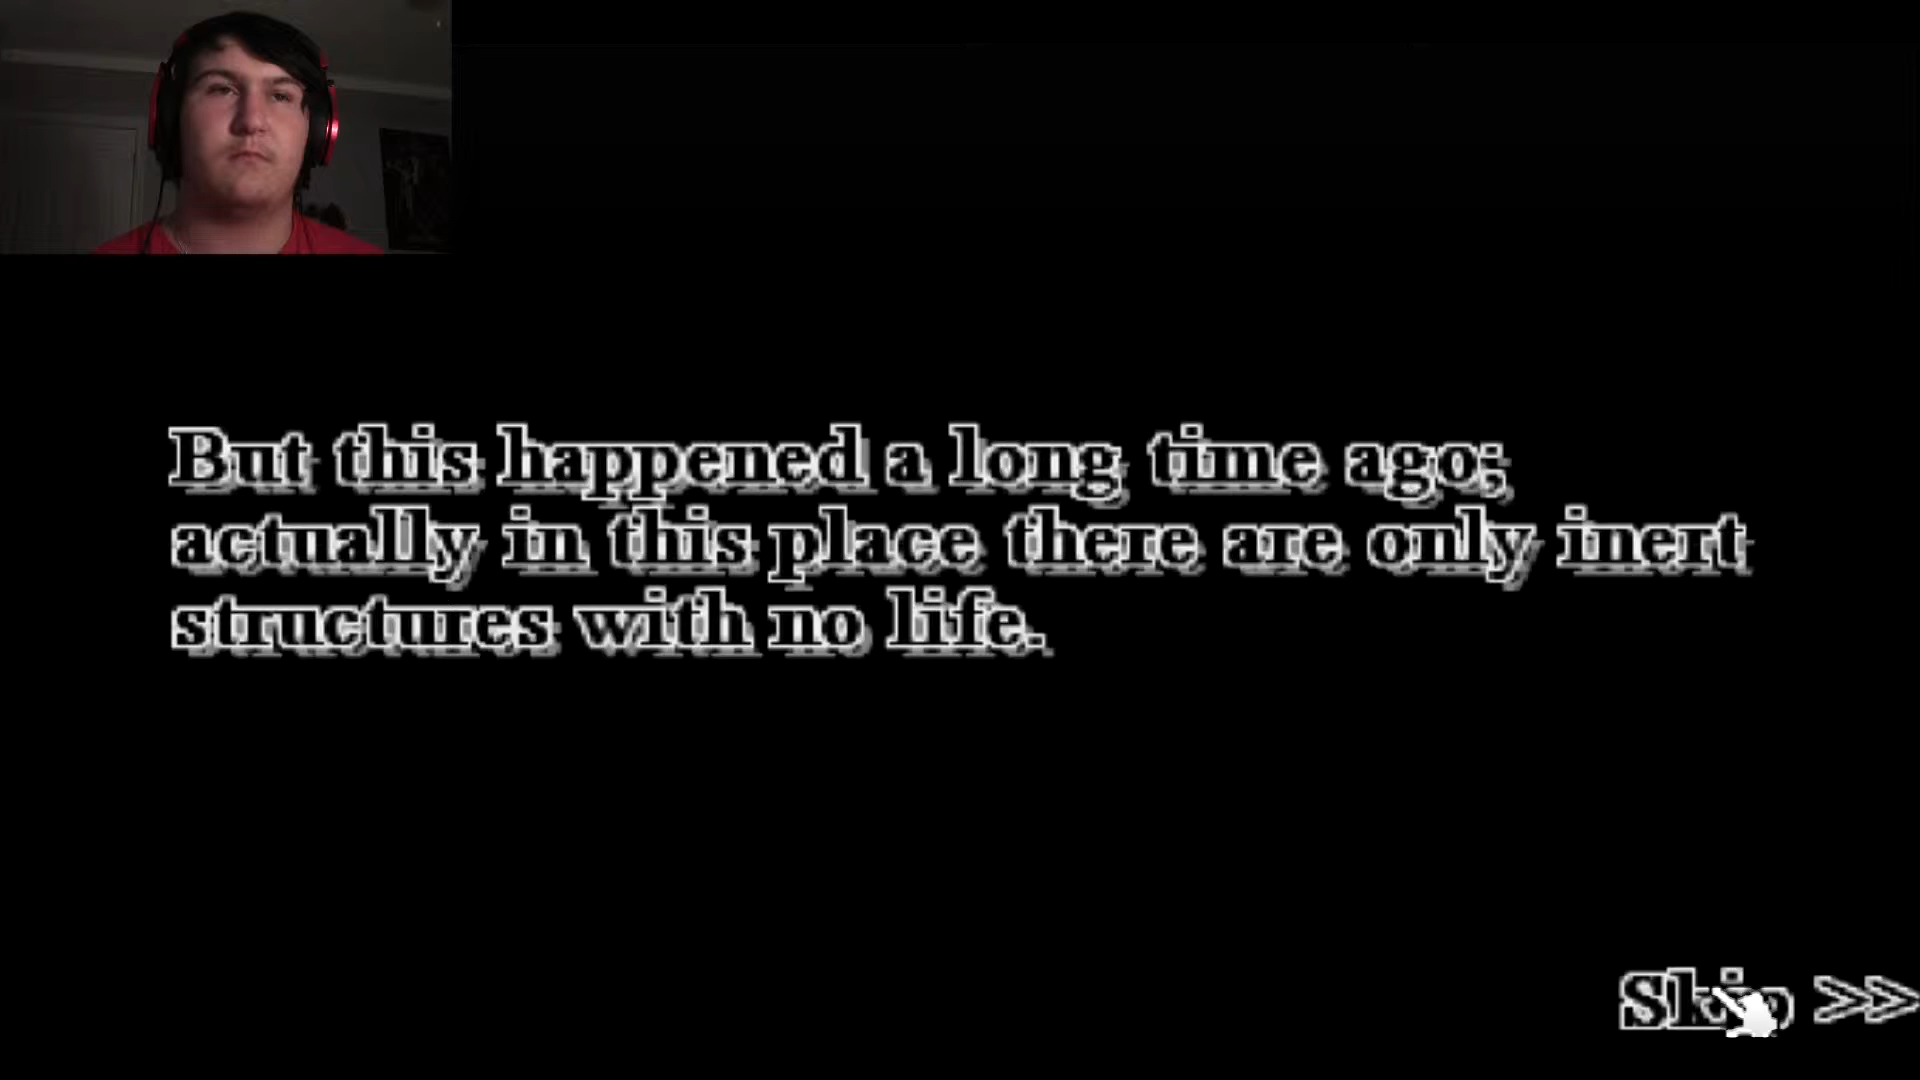 But this happened a long time ago;
actually in this place there are only inert
structures with no life.
Skip >>